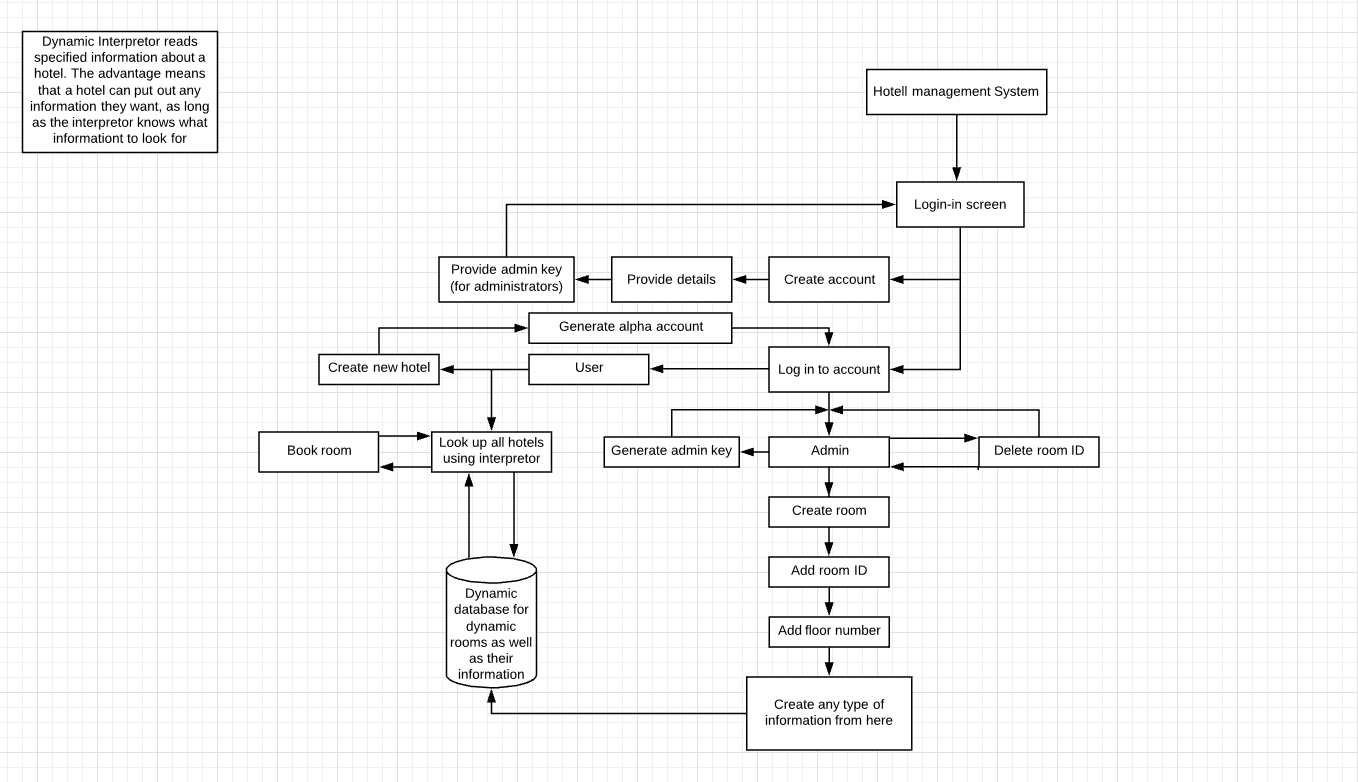 Dynamic Interpretor reads
specified information about a
hotel. The advantage means
that a hotel can put out any
information they want, as long
as the interpretor knows what
informationt to look for
Hotell management System
Login-in screen
Provide admin key
(for administrators)
Provide details
Create account
Generate alpha account
Create new hotel
User
Log in to account
Book room
Look up all hotels
using interpretor
Generate admin key
Admin
Delete room ID
Create room
Add room ID
Add floor number
Dynamic
database for
dynamic
rooms as well
as their
information
Create any type of
information from here